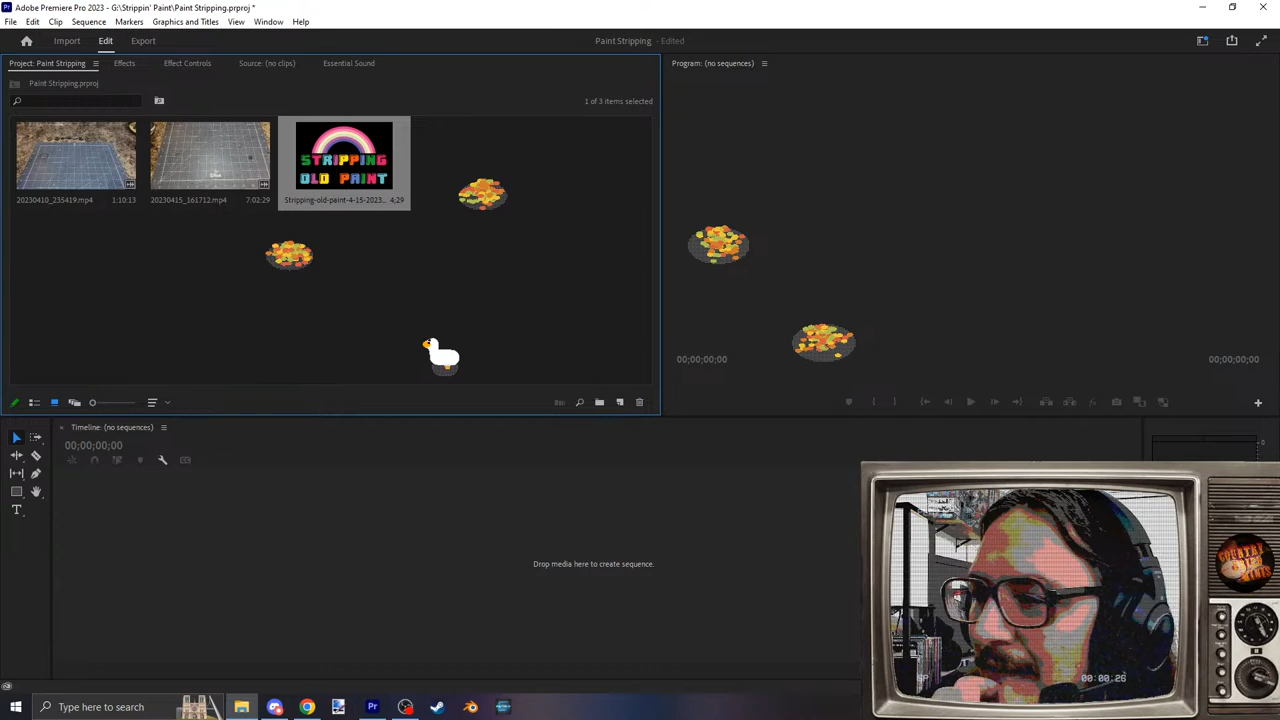 Adobe Premiere Pro 2023 - G:\Strippin' Paint\Paint Stripping.prproj *
File Edit Clip Sequence Markers Graphics and Titles View Window Help
Import Edit Export
Paint Stripping - Edited
Project: Paint Stripping Effects Effect Controls Source: (no clips) Essential Sound
Program: (no sequences)
Paint Stripping.prproj
1 of 3 items selected
STRIPPING
OLD PAINT
20230410_235419.mp4 1:10:13
20230415_161712.mp4 7:02:29
Stripping-old-paint-4-15-2023... 4;29
00;00;00;00 00;00;00;00
Timeline: (no sequences)
00;00;00;00
Drop media here to create sequence.
COUNTRY
00:00:26
Type here to search